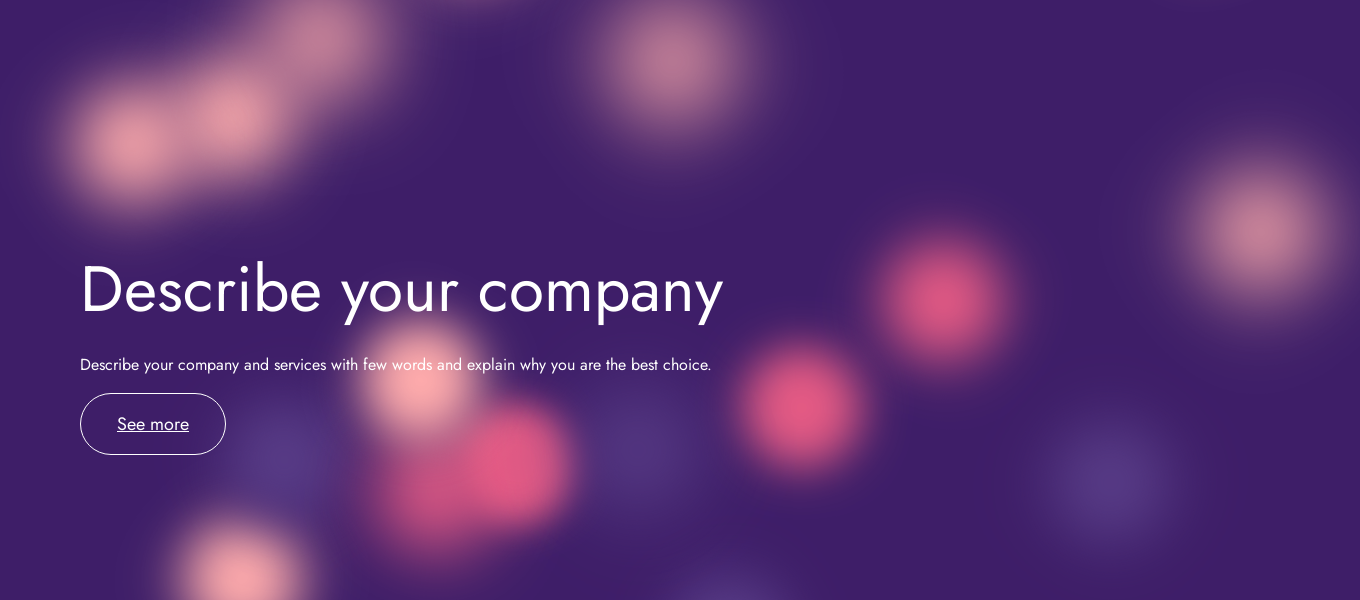 Describe your company
Describe your company and services with few words and explain why you are the best choice.
See more